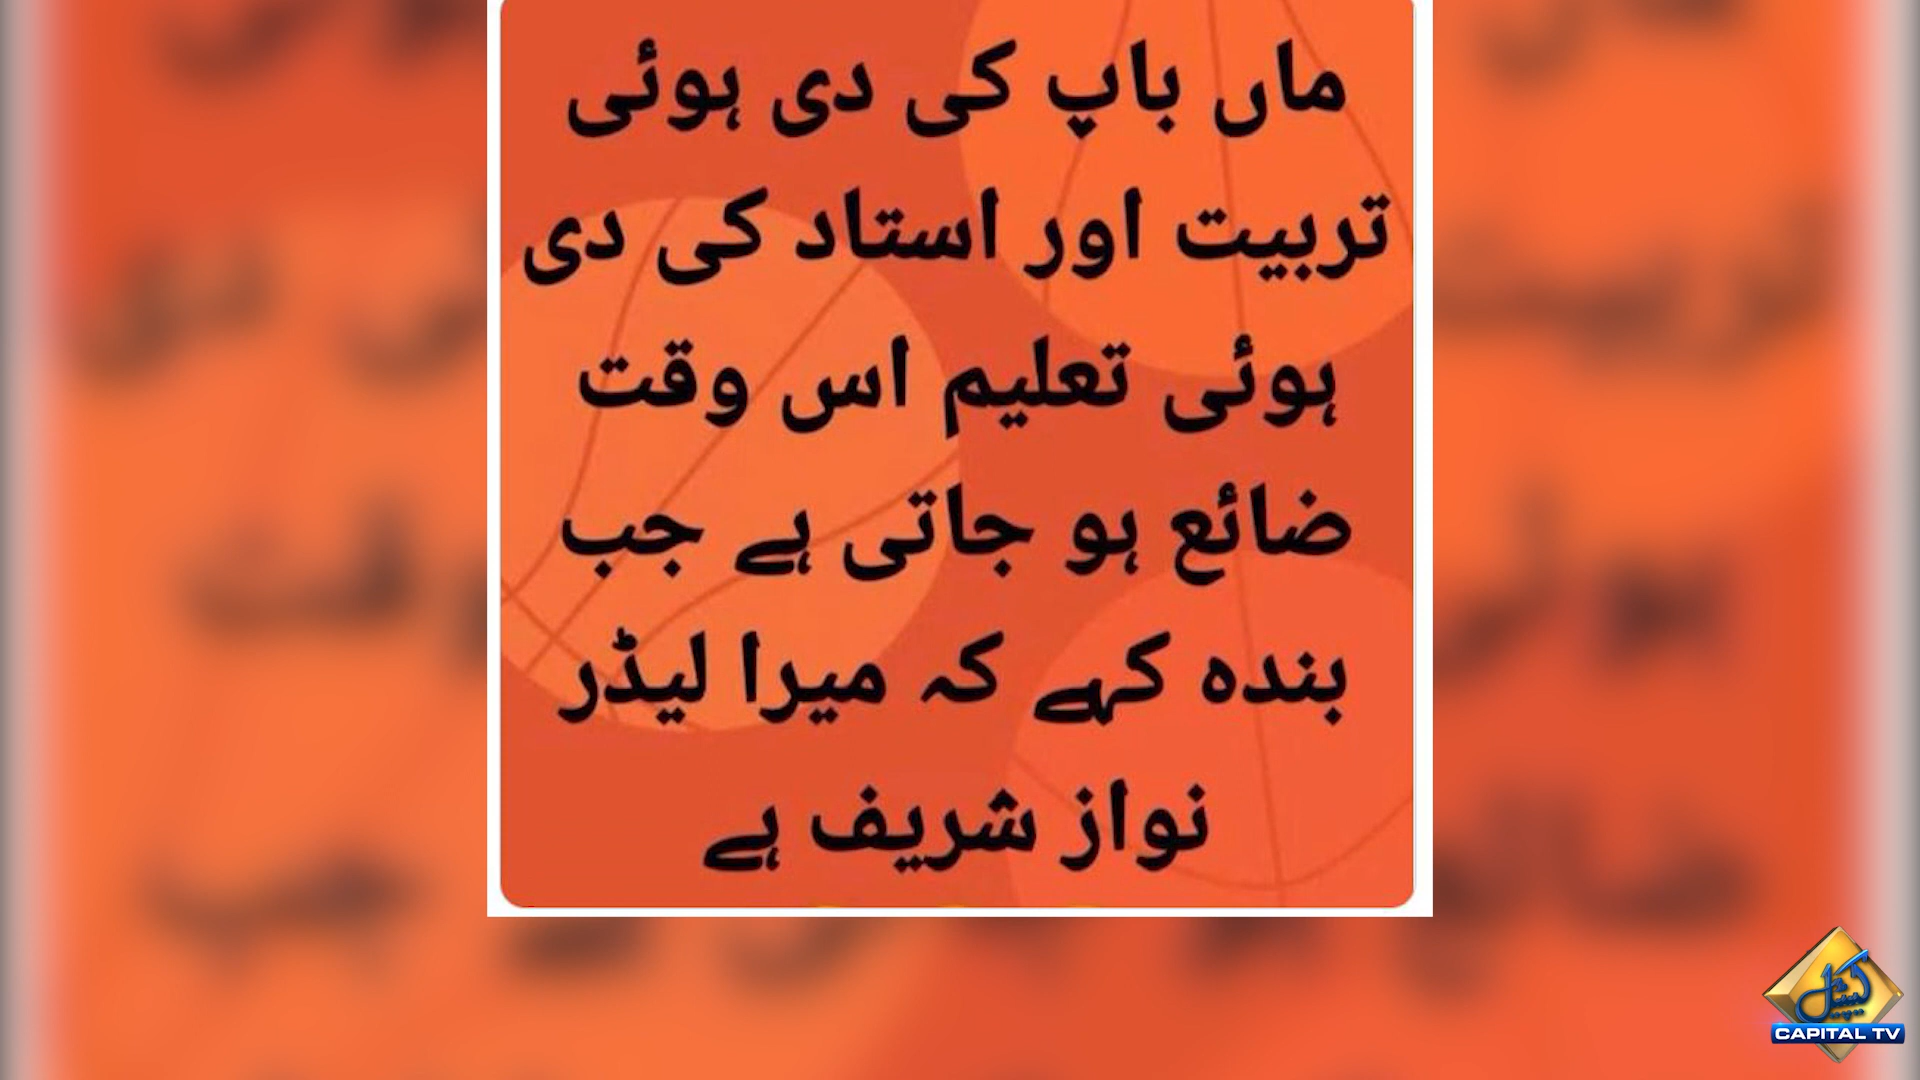 ماں باپ کی دی ہوئی
تربیت اور استاد کی دی
ہوئی تعلیم اس وقت
ضائع ہو جاتی ہے جب
بندہ کہے کہ میرا لیڈر
نواز شریف ہے
CAPITAL TV